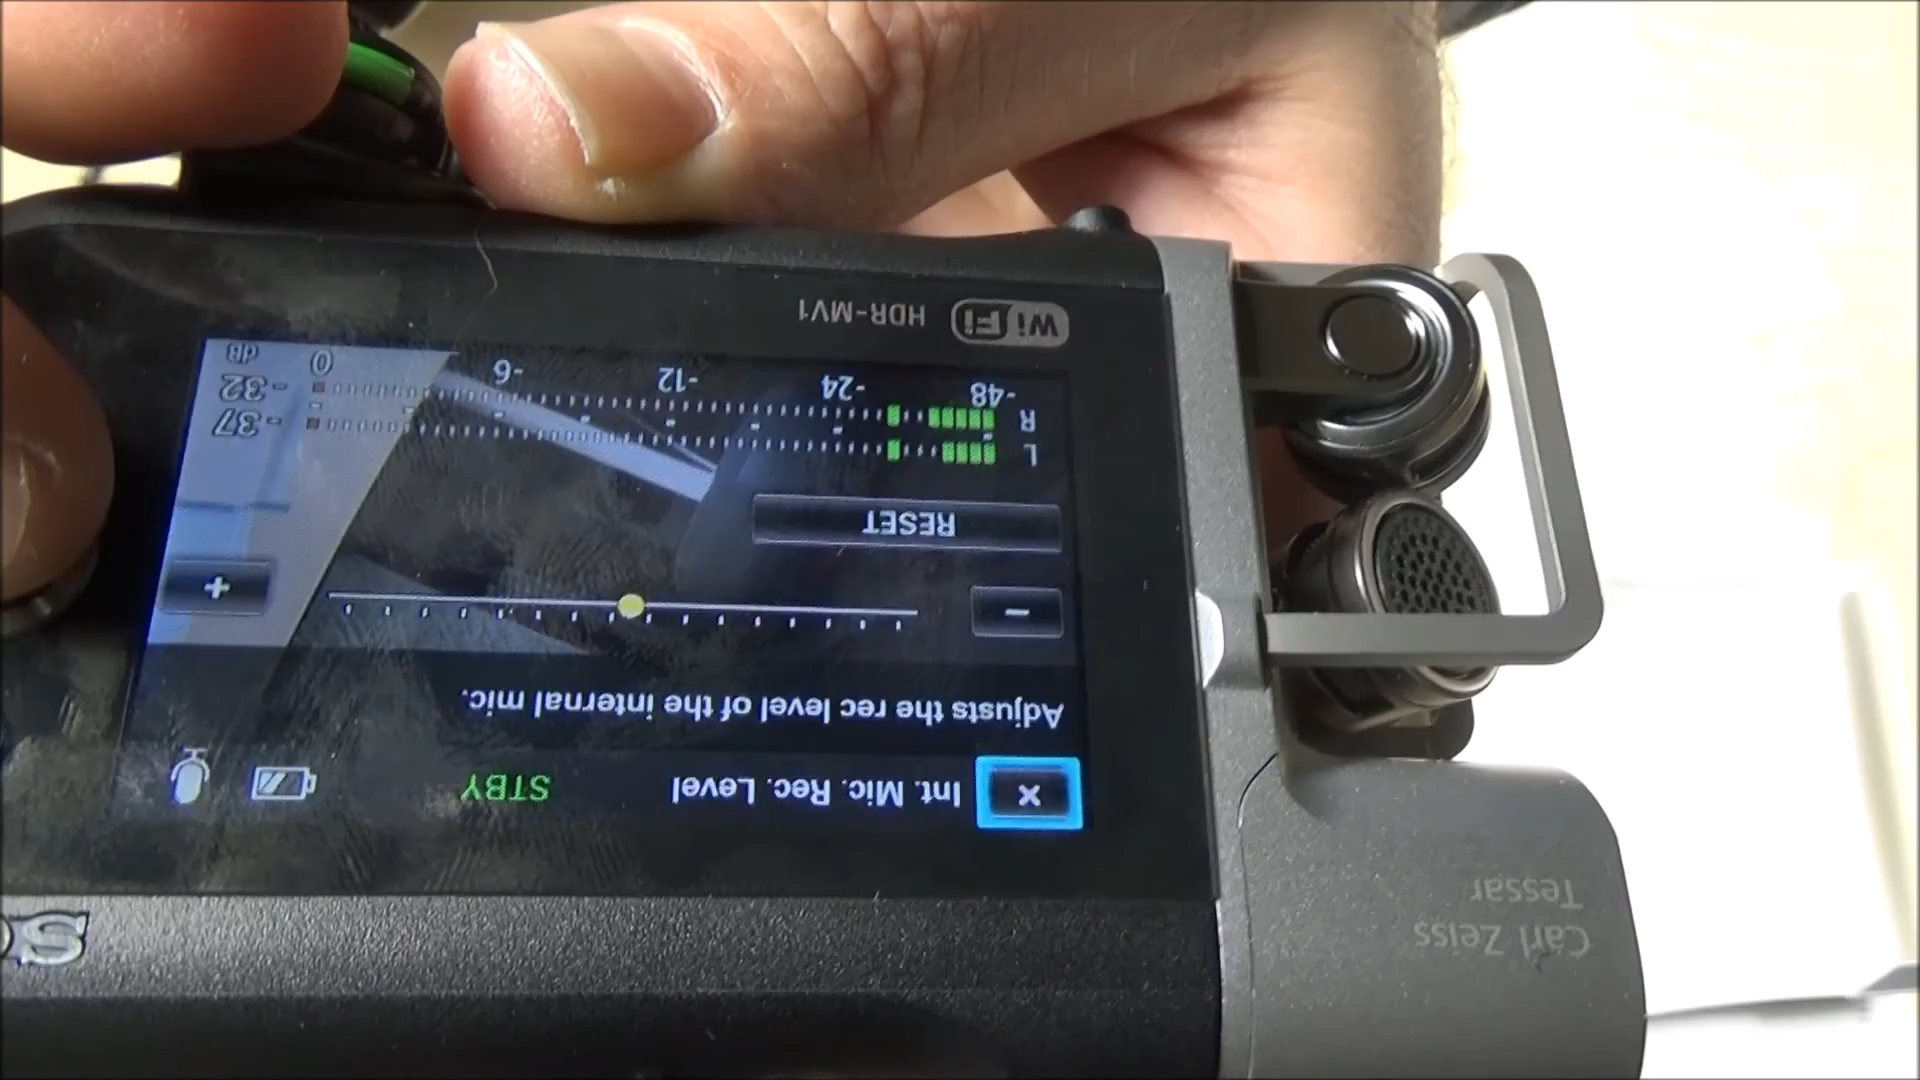 Carl Zeiss
Tessar
× Int. Mic. Rec. Level STBY
Adjusts the rec level of the internal mic.
- +
RESET
L -37
R -32
-48 -24 -12 -6 0 dB
Wi Fi HDR-MV1